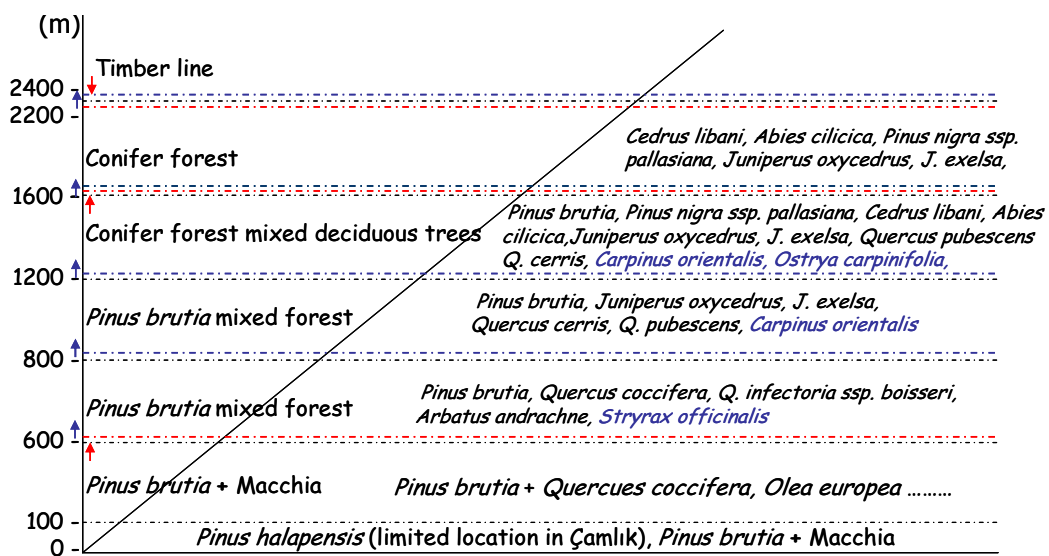 (m)
Timber line
2400 -
2200 -
Cedrus libani, Abies cilicica, Pinus nigra ssp.
pallasiana, Juniperus oxycedrus, J. exelsa,
Conifer forest
1600 -
Pinus brutia, Pinus nigra ssp. pallasiana, Cedrus libani, Abies
cilicica,Juniperus oxycedrus, J. exelsa, Quercus pubescens
Q. cerris, Carpinus orientalis, Ostrya carpinifolia,
Conifer forest mixed deciduous trees
1200 -
Pinus brutia, Juniperus oxycedrus, J. exelsa,
Quercus cerris, Q. pubescens, Carpinus orientalis
Pinus brutia mixed forest
800 -
Pinus brutia, Quercus coccifera, Q. infectoria ssp. boisseri,
Arbatus andrachne, Stryrax officinalis
Pinus brutia mixed forest
600 -
Pinus brutia + Macchia
Pinus brutia + Quercues coccifera, Olea europea .........
100 -
Pinus halapensis (limited location in Çamlık), Pinus brutia + Macchia
0 -